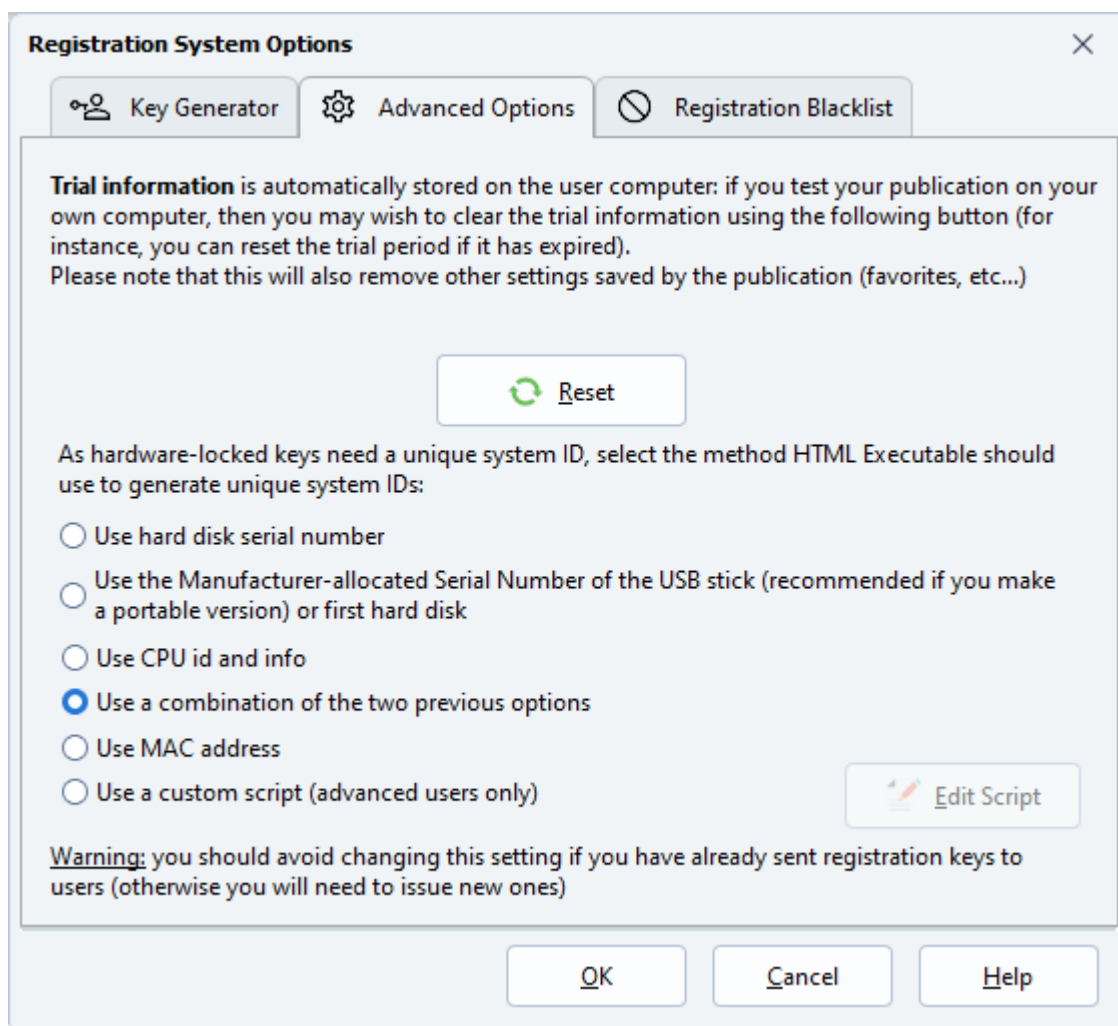 Registration System Options
Key Generator
Advanced Options
Registration Blacklist
Trial information is automatically stored on the user computer: if you test your publication on your
own computer, then you may wish to clear the trial information using the following button (for
instance, you can reset the trial period if it has expired).
Please note that this will also remove other settings saved by the publication (favorites, etc...)
Reset
As hardware-locked keys need a unique system ID, select the method HTML Executable should
use to generate unique system IDs:
Use hard disk serial number
Use the Manufacturer-allocated Serial Number of the USB stick (recommended if you make
a portable version) or first hard disk
Use CPU id and info
Use a combination of the two previous options
Use MAC address
Use a custom script (advanced users only)
Edit Script
Warning: you should avoid changing this setting if you have already sent registration keys to
users (otherwise you will need to issue new ones)
OK
Cancel
Help